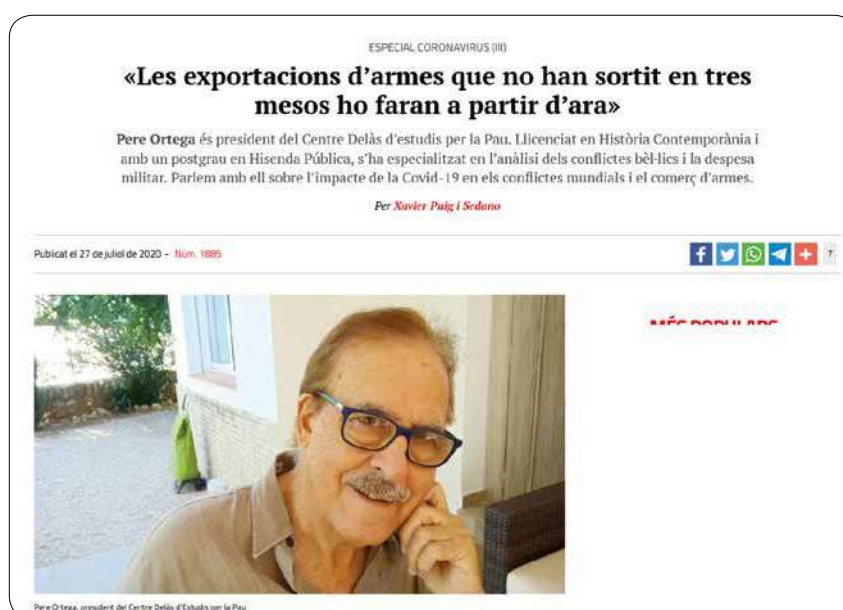 ESPECIAL CORONAVIRUS (III)
«Les exportacions d'armes que no han sortit en tres
mesos ho faran a partir d'ara»
Pere Ortega és president del Centre Delàs d'estudis per la Pau. Llicenciat en Història Contemporània i
amb un postgrau en Hisenda Pública, s'ha especialitzat en l'anàlisi dels conflictes bèl·lics i la despesa
militar. Parlem amb ell sobre l'impacte de la Covid-19 en els conflictes mundials i el comerç d'armes.
Per Xavier Puig i Sedano
Publicat el 27 de juliol de 2020 - Núm. 1885
7
MÉS POPULARS
Pere Ortega, president del Centre Delàs d'Estudis per la Pau